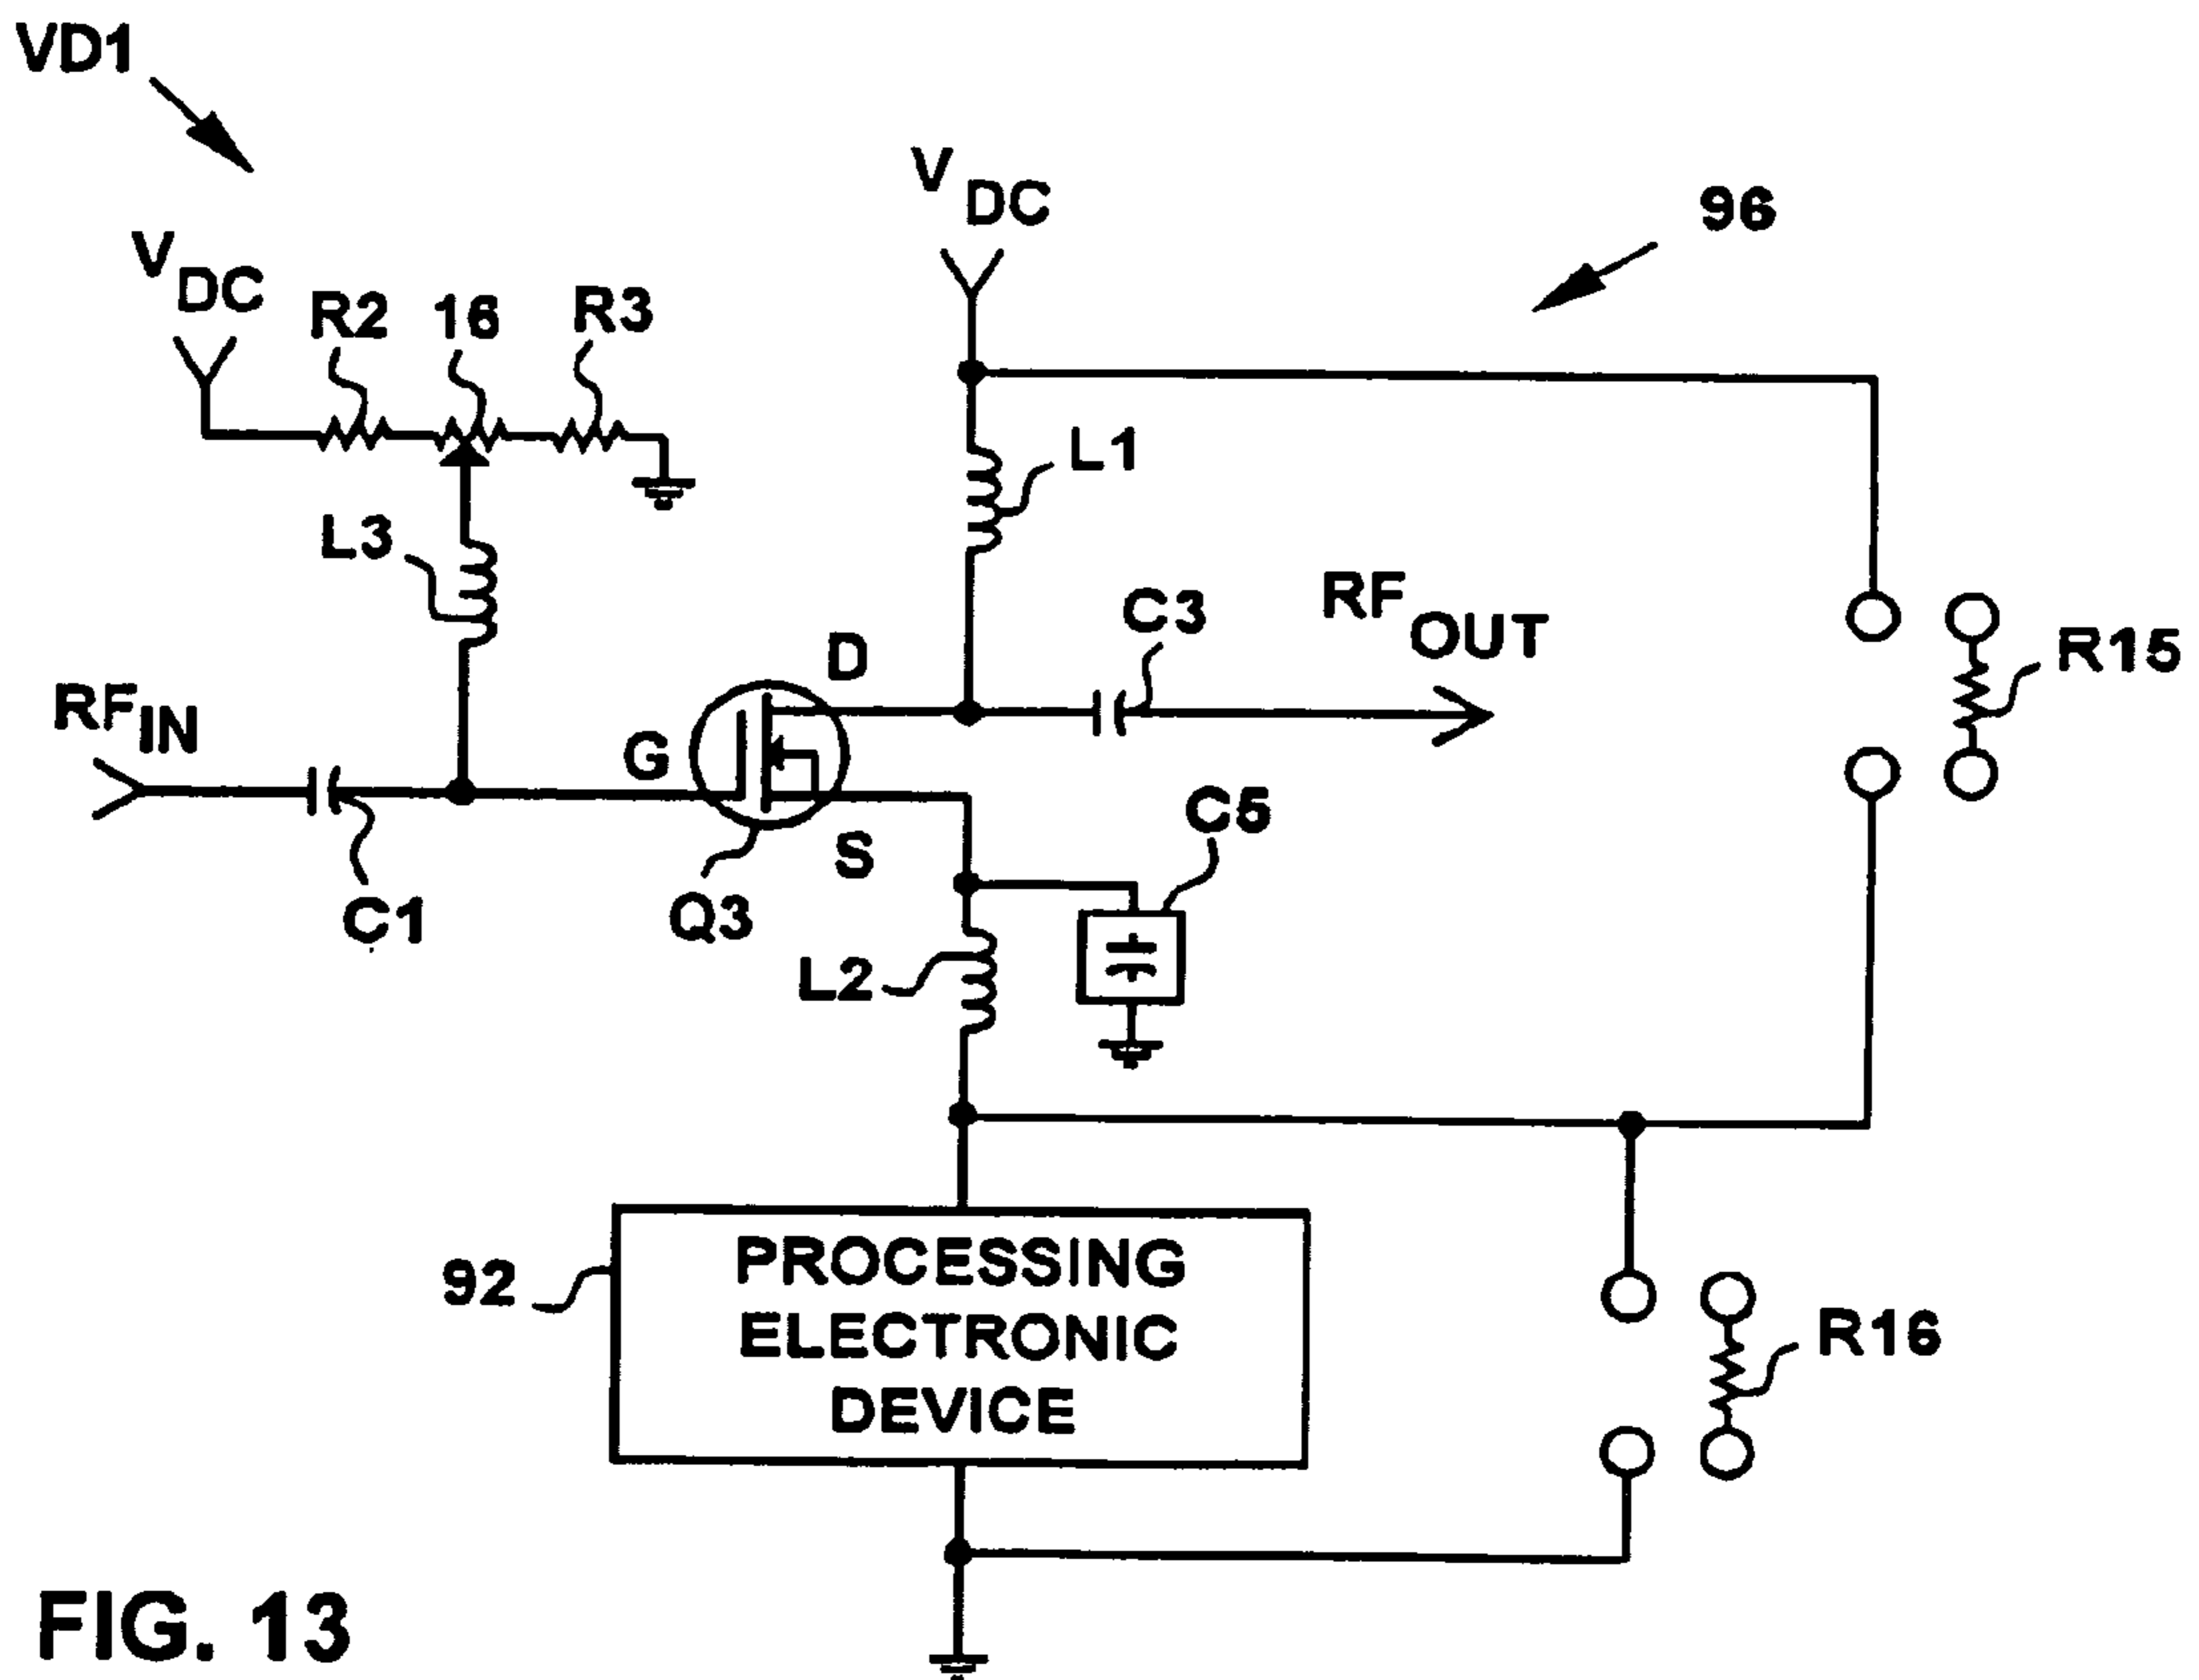 VD1
V DC
96
V DC
R2 16 R3
L1
L3
C3
RF OUT
R15
D
RF IN
G
C5
S
C1
Q3
L2
92
PROCESSING
ELECTRONIC
DEVICE
R16
FIG. 13